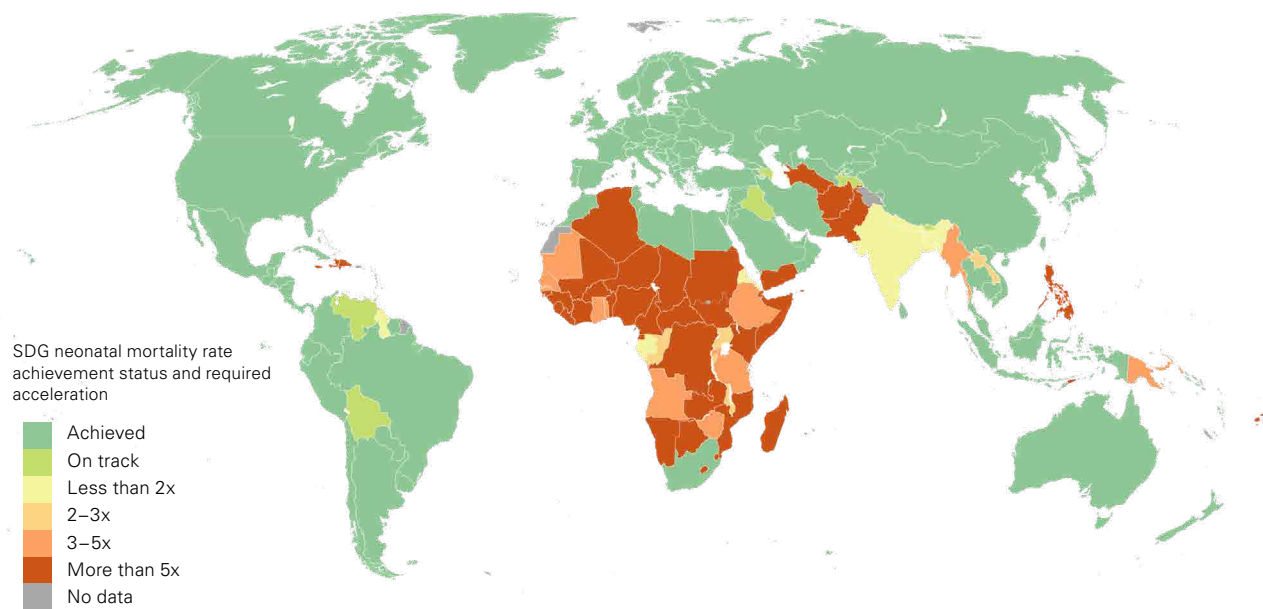 SDG neonatal mortality rate
achievement status and required
acceleration
Achieved
On track
Less than 2x
2–3x
3–5x
More than 5x
No data